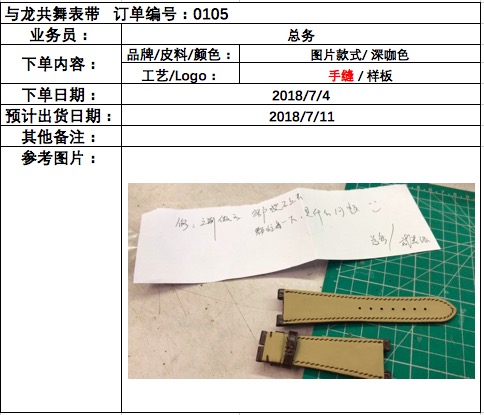 与龙共舞表带 订单编号：0105
业务员： 总务
下单内容： 品牌/皮料/颜色： 图片款式/ 深咖色
工艺/Logo： 手缝 / 样板
下单日期： 2018/7/4
预计出货日期： 2018/7/11
其他备注：
参考图片：
总务/